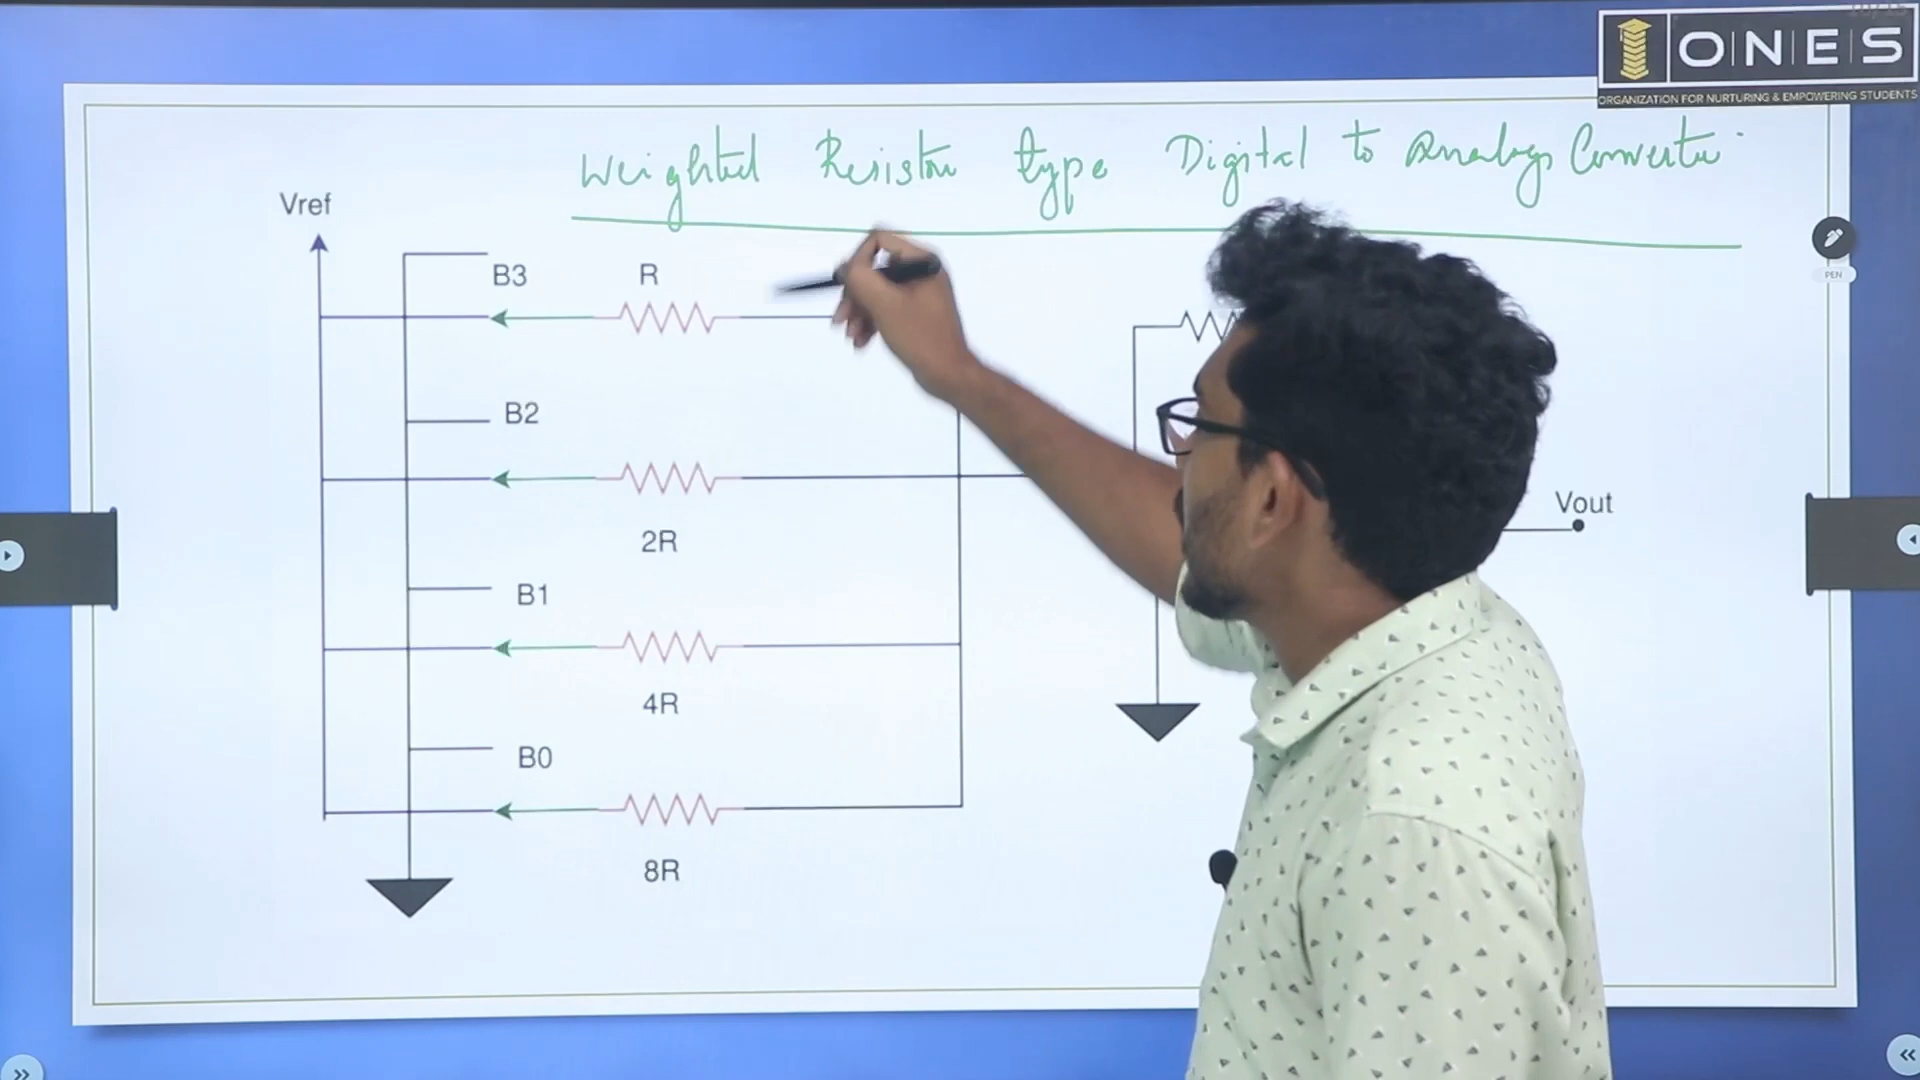 ONES
ORGANIZATION FOR NURTURING & EMPOWERING STUDENTS
Weighted Resistor type Digital to Analog Converter
Vref
B3
R
PEN
B2
2R
Vout
B1
4R
B0
8R